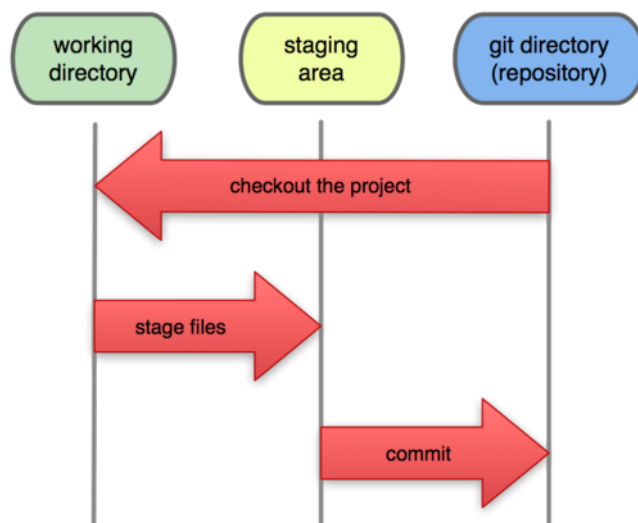 working
directory
staging
area
git directory
(repository)
checkout the project
stage files
commit